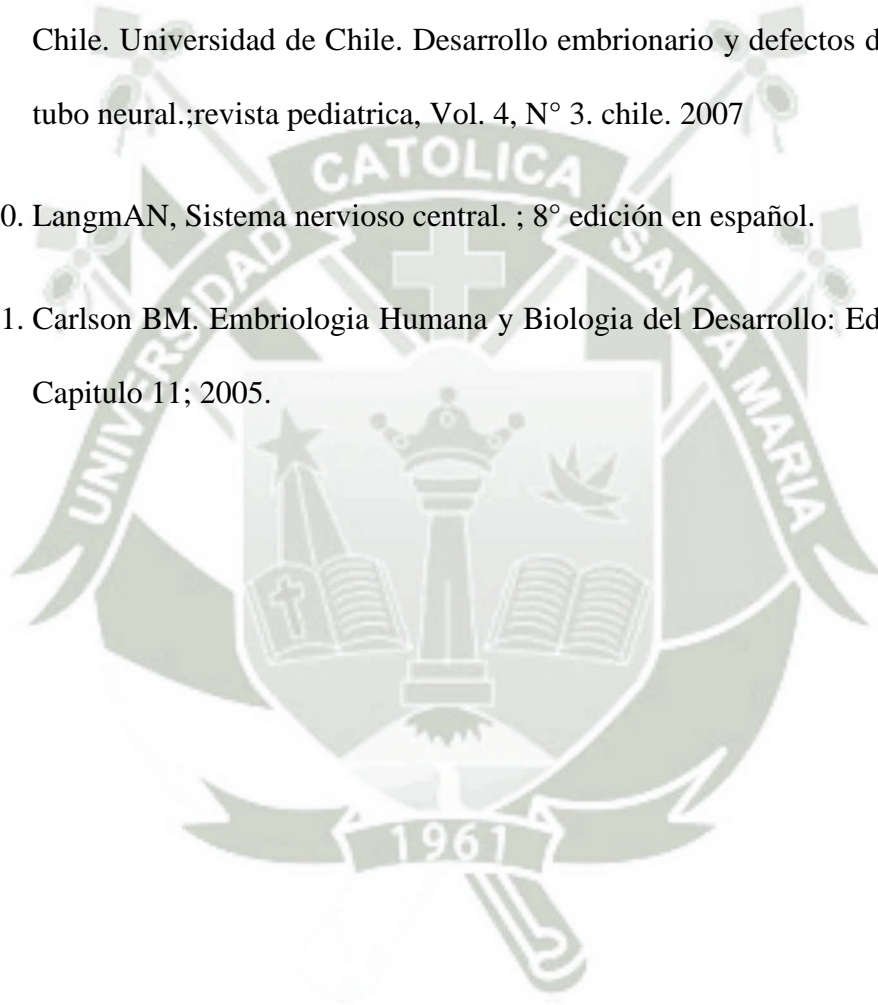 Chile. Universidad de Chile. Desarrollo embrionario y defectos d
tubo neural.;revista pediatrica, Vol. 4, N° 3. chile. 2007
0. LangmAN, Sistema nervioso central. ; 8° edición en español.
1. Carlson BM. Embriologia Humana y Biologia del Desarrollo: Ed
Capitulo 11; 2005.
UNIVERSIDAD CATOLICA SANTA MARIA
1961